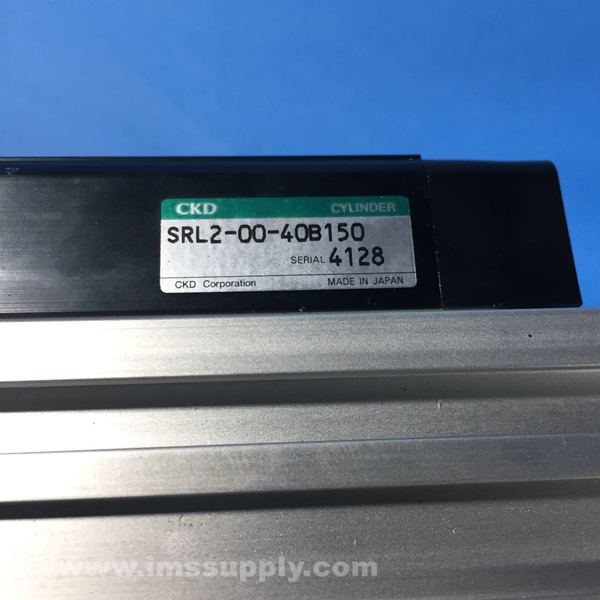 CKD CYLINDER
SRL2-00-40B150
SERIAL 4128
CKD Corporation MADE IN JAPAN
www.imssupply.com